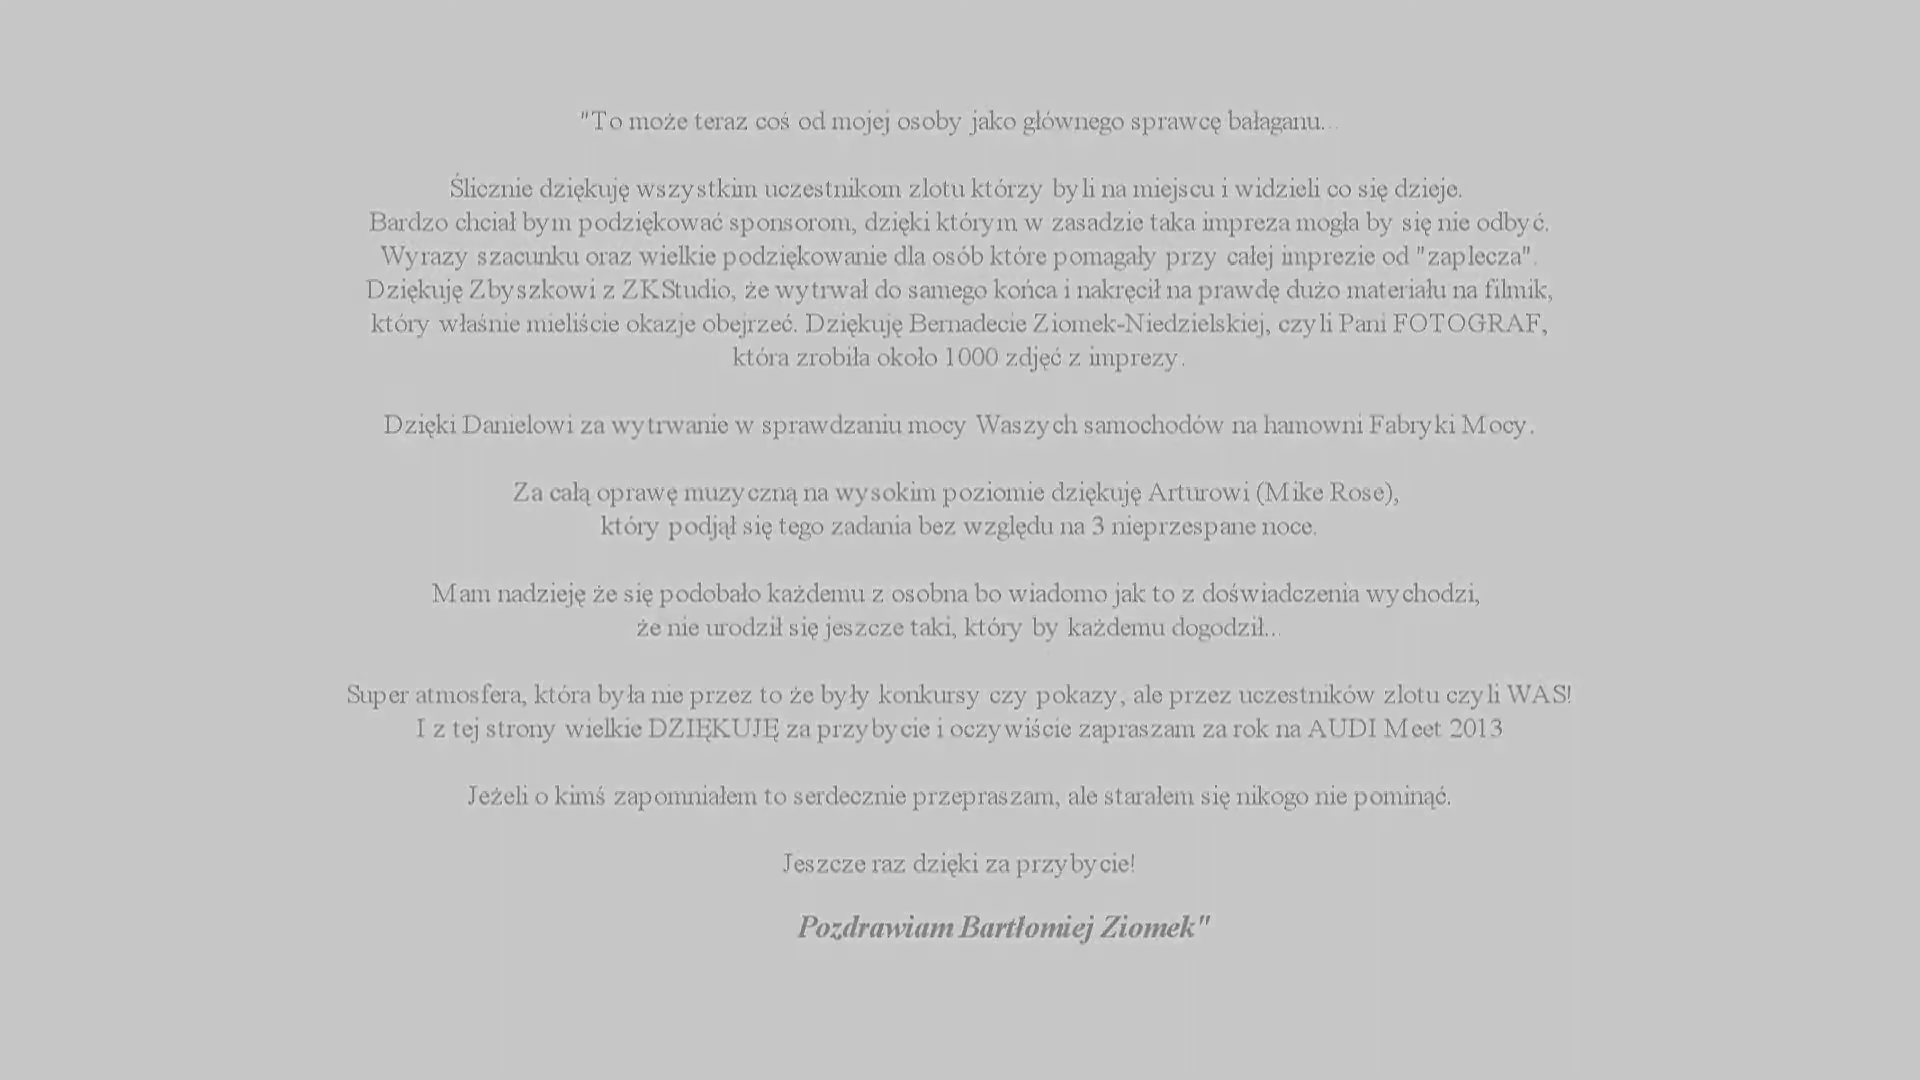 "To może teraz coś od mojej osoby jako głównego sprawcę bałaganu...
Ślicznie dziękuję wszystkim uczestnikom zlotu którzy byli na miejscu i widzieli co się dzieje.
Bardzo chciał bym podziękować sponsorom, dzięki którym w zasadzie taka impreza mogła by się nie odbyć.
Wyrazy szacunku oraz wielkie podziękowanie dla osób które pomagały przy całej imprezie od "zaplecza".
Dziękuję Zbyszkowi z ZKStudio, że wytrwał do samego końca i nakręcił na prawdę dużo materiału na filmik,
który właśnie mieliście okazje obejrzeć. Dziękuję Bernadecie Ziomek-Niedzielskiej, czyli Pani FOTOGRAF,
która zrobiła około 1000 zdjęć z imprezy.
Dzięki Danielowi za wytrwanie w sprawdzaniu mocy Waszych samochodów na hamowni Fabryki Mocy.
Za całą oprawę muzyczną na wysokim poziomie dziękuję Arturowi (Mike Rose),
który podjął się tego zadania bez względu na 3 nieprzespane noce.
Mam nadzieję że się podobało każdemu z osobna bo wiadomo jak to z doświadczenia wychodzi,
że nie urodził się jeszcze taki, który by każdemu dogodził...
Super atmosfera, która była nie przez to że były konkursy czy pokazy, ale przez uczestników zlotu czyli WAS!
I z tej strony wielkie DZIĘKUJĘ za przybycie i oczywiście zapraszam za rok na AUDI Meet 2013
Jeżeli o kimś zapomniałem to serdecznie przepraszam, ale starałem się nikogo nie pominąć.
Jeszcze raz dzięki za przybycie!
Pozdrawiam Bartłomiej Ziomek"